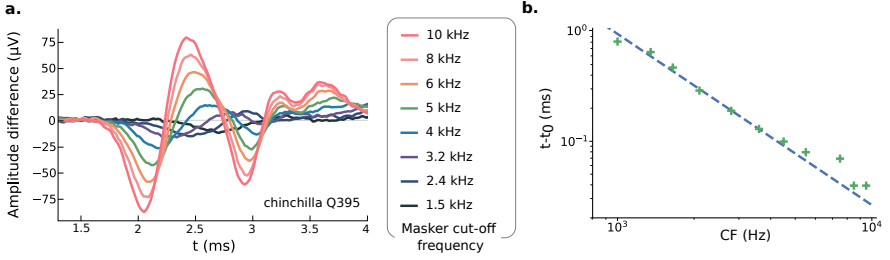 a.
Amplitude difference (µV)
75
50
25
0
−25
−50
−75
1.5
2.0
2.5
3.0
3.5
4
t (ms)
chinchilla Q395
10 kHz
8 kHz
6 kHz
5 kHz
4 kHz
3.2 kHz
2.4 kHz
1.5 kHz
Masker cut-off
frequency
b.
t-t0 (ms)
10⁰
10⁻¹
10³
10⁴
CF (Hz)